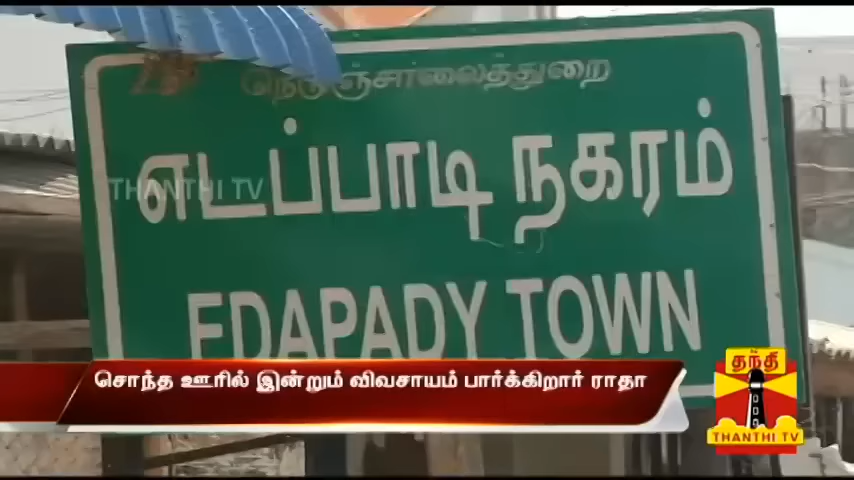 நெடுஞ்சாலைத்துறை
எடப்பாடி நகரம்
THANTHI TV
EDAPADY TOWN
சொந்த ஊரில் இன்றும் விவசாயம் பார்க்கிறார் ராதா
தந்தி
THANTHI TV